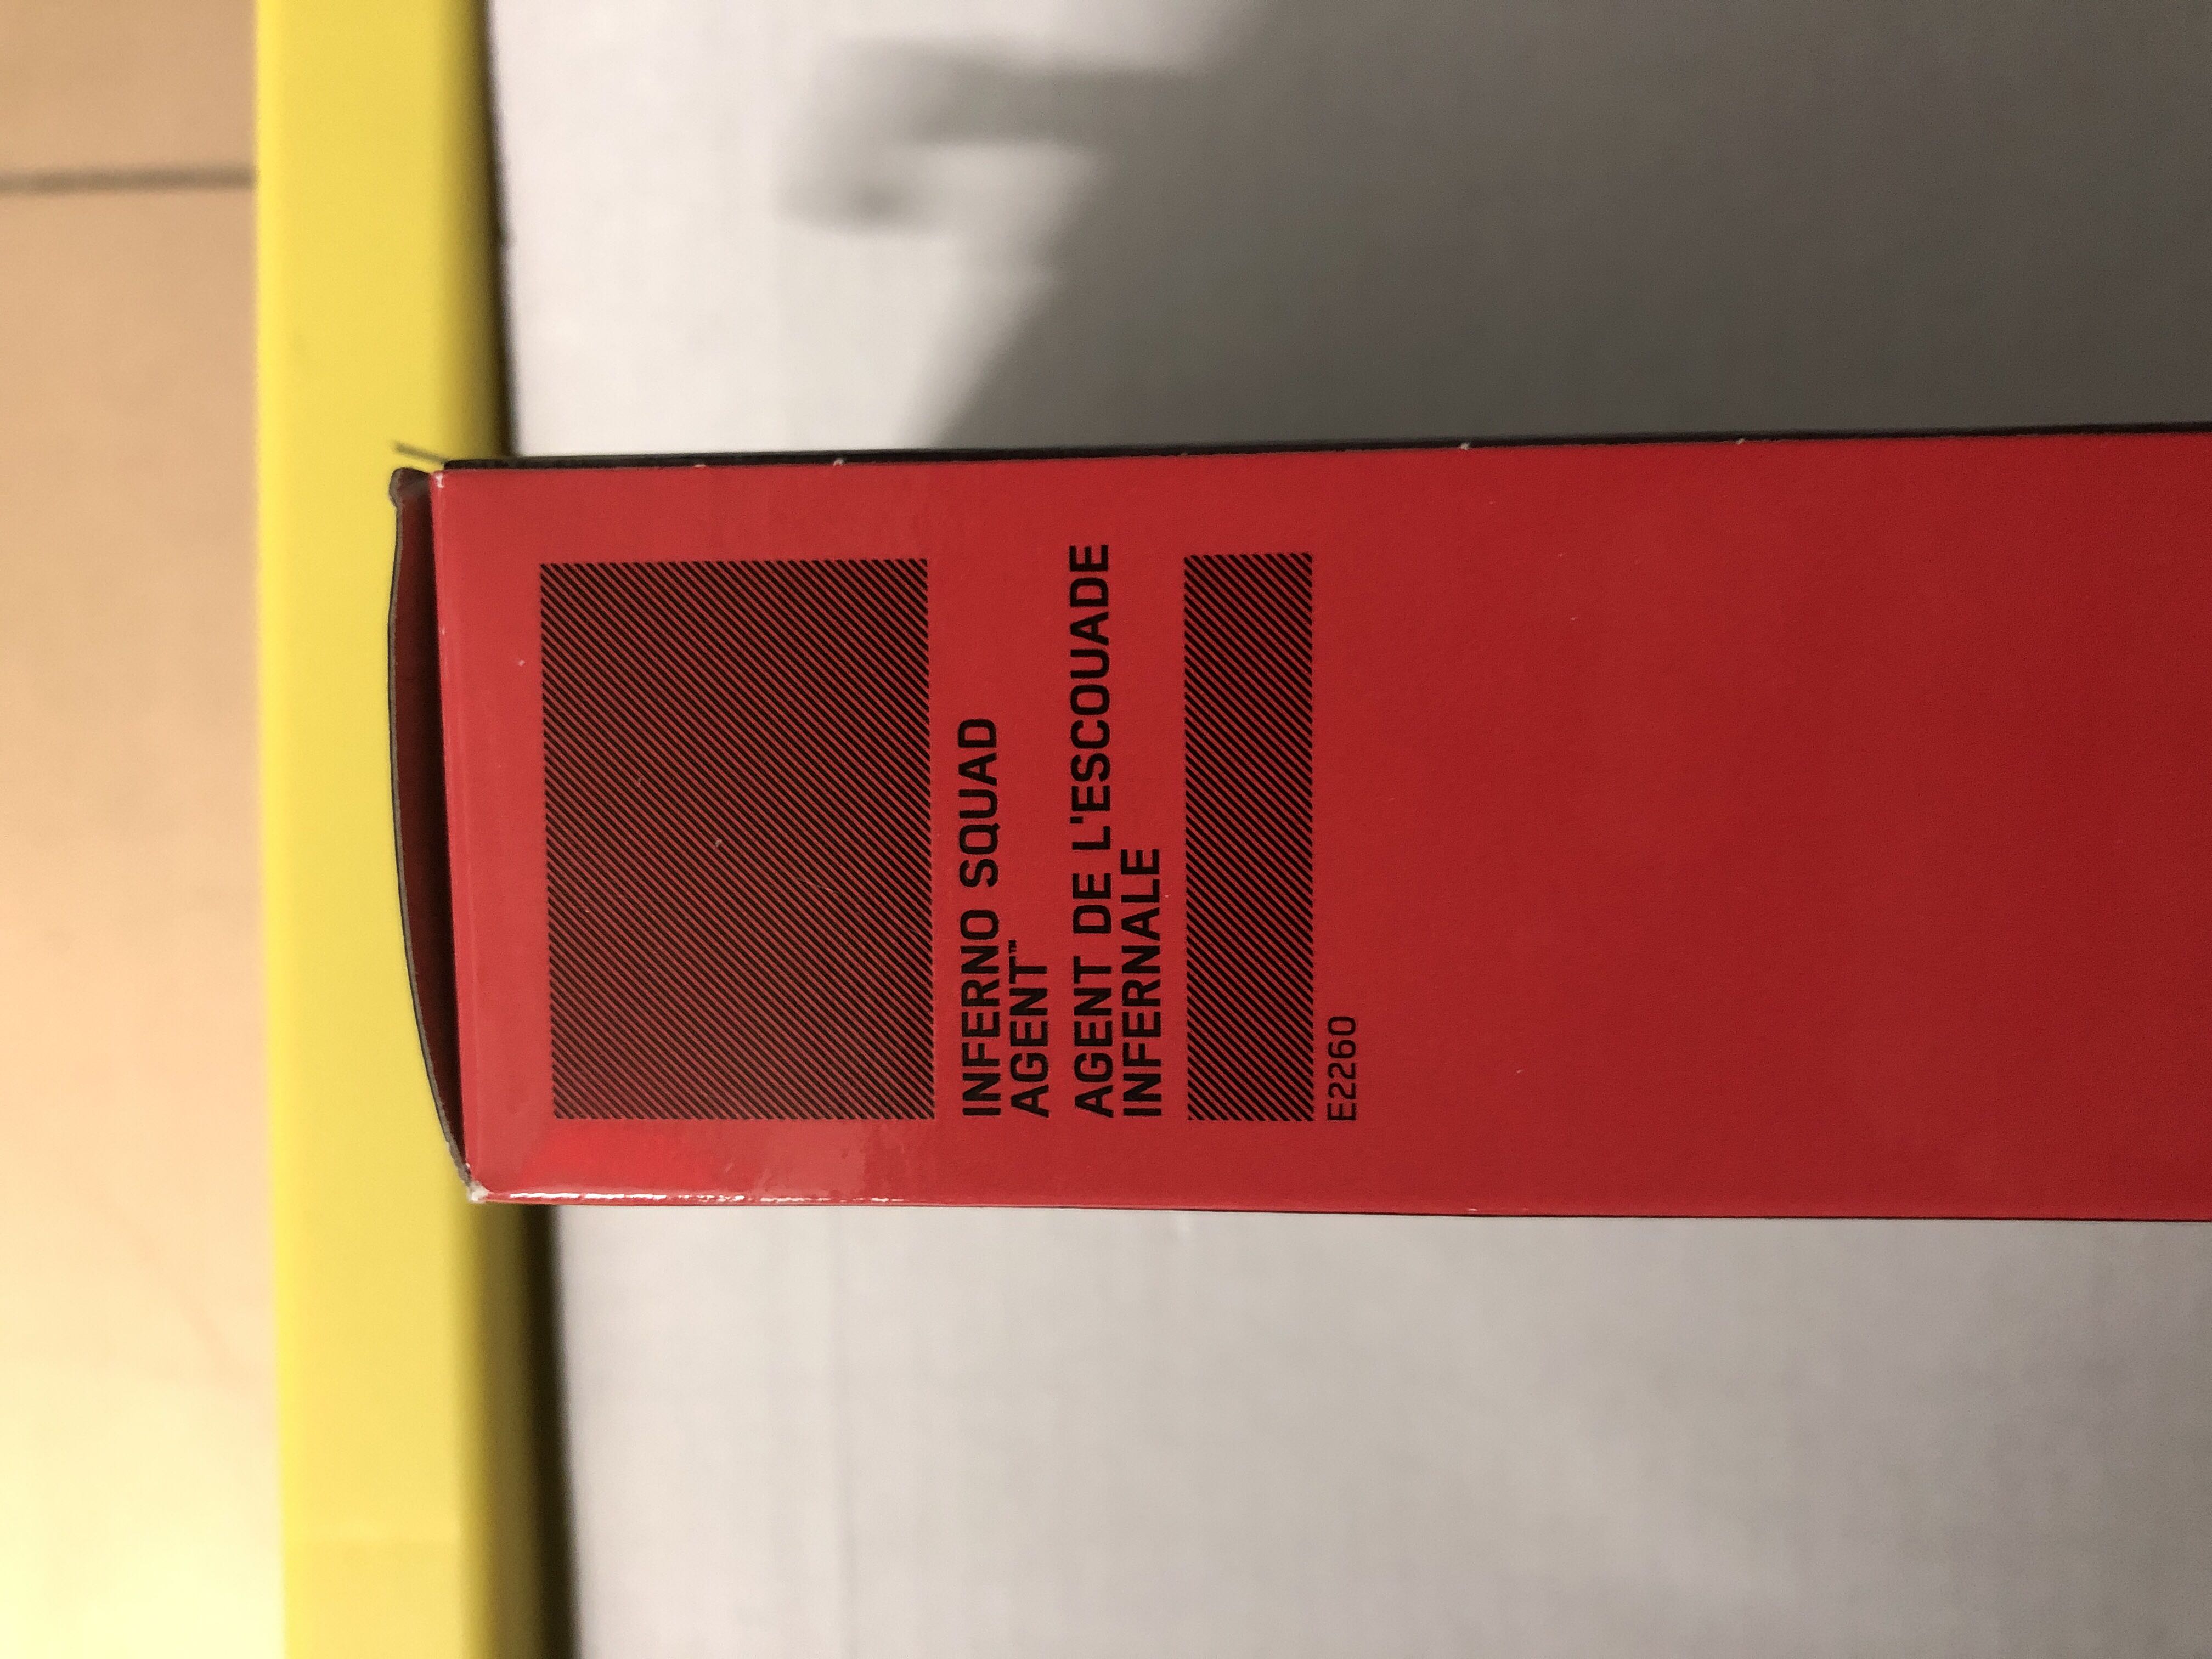 INFERNO SQUAD
AGENT™
AGENT DE L'ESCOUADE
INFERNALE
E2260